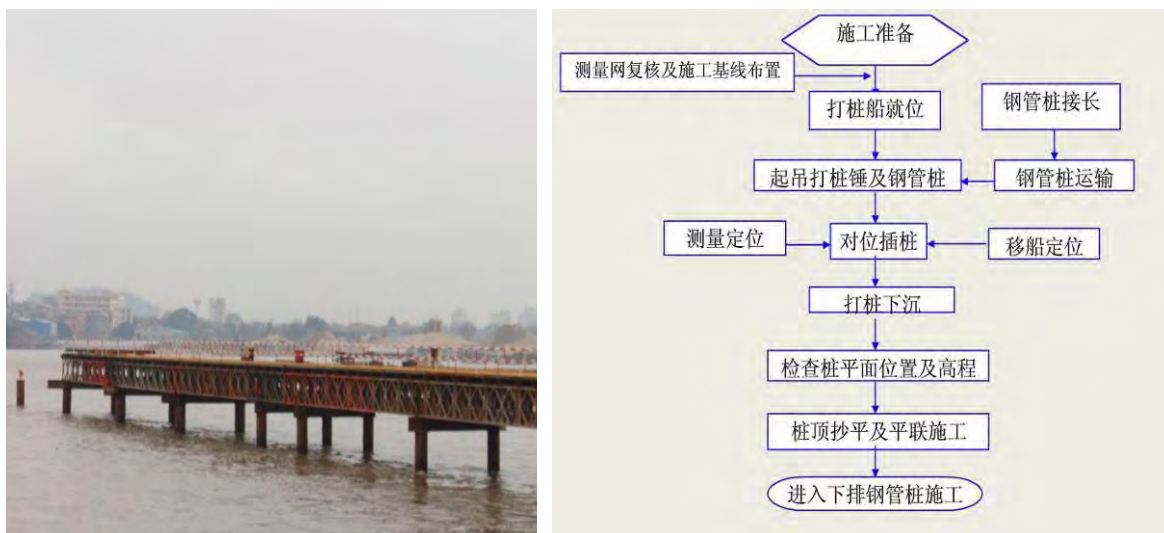 施工准备
测量网复核及施工基线布置
打桩船就位
钢管桩接长
起吊打桩锤及钢管桩
钢管桩运输
测量定位
对位插桩
移船定位
打桩下沉
检查桩平面位置及高程
桩顶抄平及平联施工
进入下排钢管桩施工